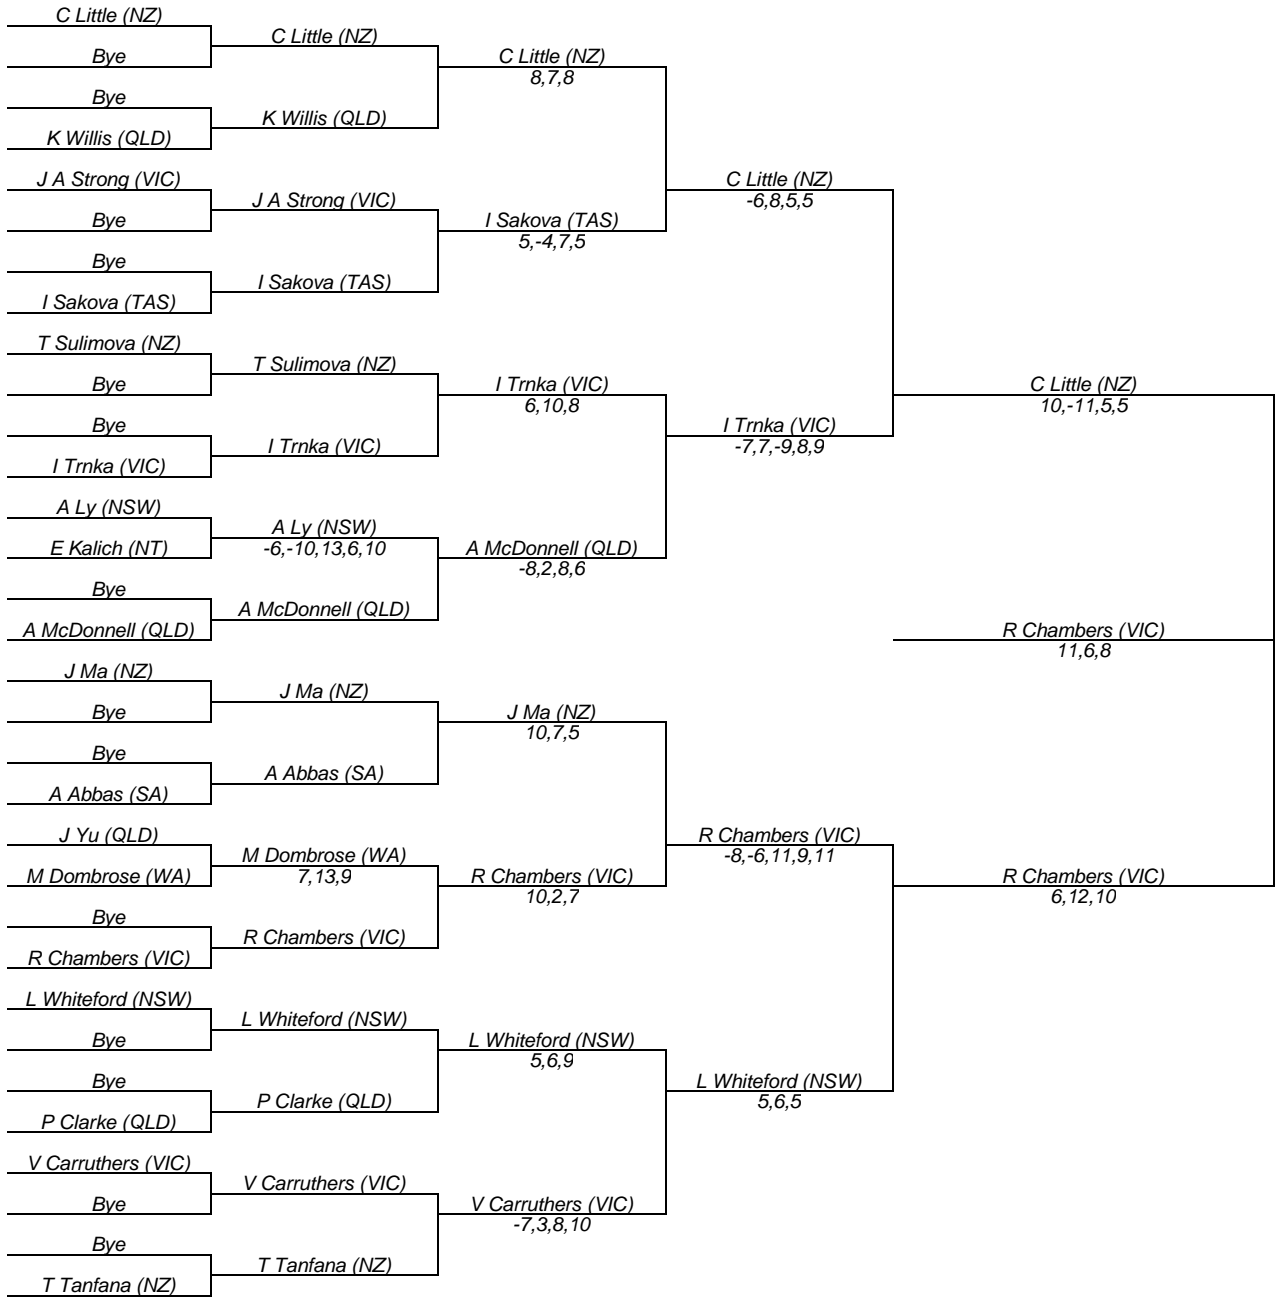 C Little (NZ)
Bye
Bye
K Willis (QLD)
J A Strong (VIC)
Bye
Bye
I Sakova (TAS)
T Sulimova (NZ)
Bye
Bye
I Trnka (VIC)
A Ly (NSW)
E Kalich (NT)
Bye
A McDonnell (QLD)
J Ma (NZ)
Bye
Bye
A Abbas (SA)
J Yu (QLD)
M Dombrose (WA)
Bye
R Chambers (VIC)
L Whiteford (NSW)
Bye
Bye
P Clarke (QLD)
V Carruthers (VIC)
Bye
Bye
T Tanfana (NZ)
C Little (NZ)
K Willis (QLD)
J A Strong (VIC)
I Sakova (TAS)
T Sulimova (NZ)
I Trnka (VIC)
A Ly (NSW)
-6,-10,13,6,10
A McDonnell (QLD)
J Ma (NZ)
A Abbas (SA)
M Dombrose (WA)
7,13,9
R Chambers (VIC)
L Whiteford (NSW)
P Clarke (QLD)
V Carruthers (VIC)
T Tanfana (NZ)
C Little (NZ)
8,7,8
I Sakova (TAS)
5,-4,7,5
I Trnka (VIC)
6,10,8
A McDonnell (QLD)
-8,2,8,6
J Ma (NZ)
10,7,5
R Chambers (VIC)
10,2,7
L Whiteford (NSW)
5,6,9
V Carruthers (VIC)
-7,3,8,10
C Little (NZ)
-6,8,5,5
I Trnka (VIC)
-7,7,-9,8,9
R Chambers (VIC)
-8,-6,11,9,11
L Whiteford (NSW)
5,6,5
C Little (NZ)
10,-11,5,5
R Chambers (VIC)
11,6,8
R Chambers (VIC)
6,12,10